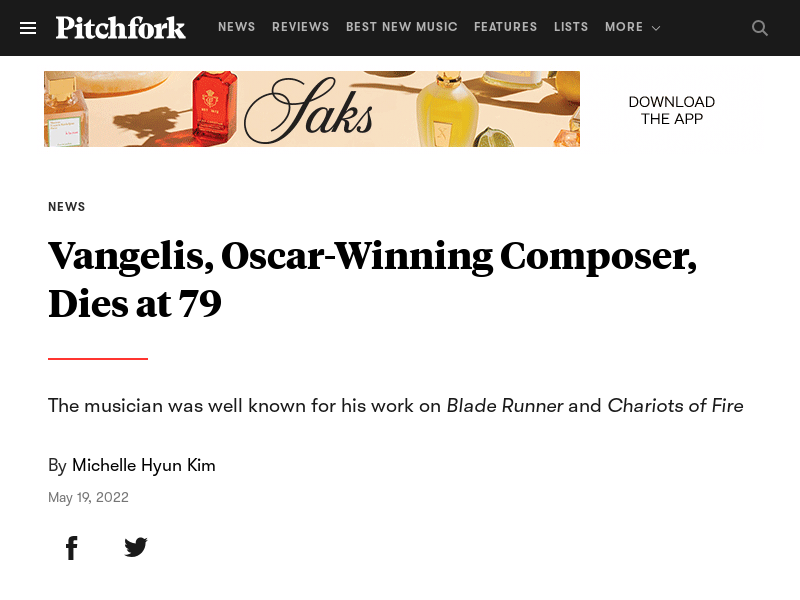 Pitchfork
NEWS REVIEWS BEST NEW MUSIC FEATURES LISTS MORE
Saks
DOWNLOAD
THE APP
NEWS
Vangelis, Oscar-Winning Composer,
Dies at 79
The musician was well known for his work on Blade Runner and Chariots of Fire
By Michelle Hyun Kim
May 19, 2022